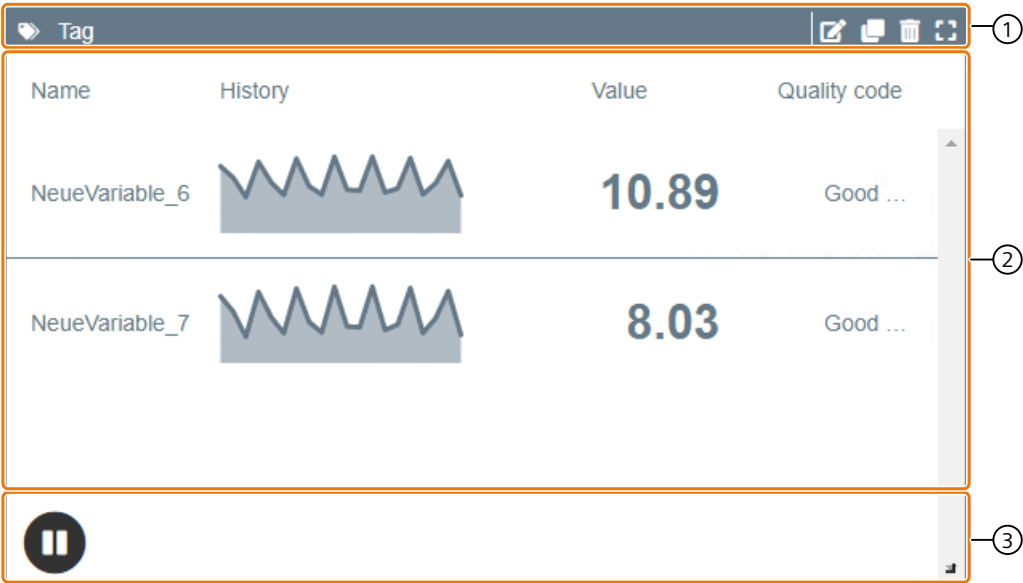 Tag
1
Name History Value Quality code
NeueVariable_6 10.89 Good ...
2
NeueVariable_7 8.03 Good ...
3